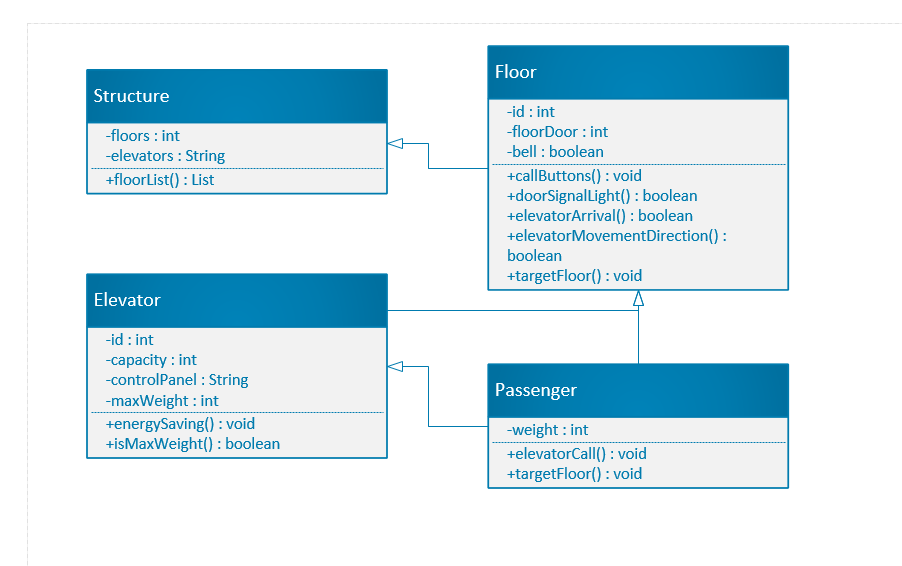 Structure
-floors : int
-elevators : String
+floorList() : List
Floor
-id : int
-floorDoor : int
-bell : boolean
+callButtons() : void
+doorSignalLight() : boolean
+elevatorArrival() : boolean
+elevatorMovementDirection() :
boolean
+targetFloor() : void
Elevator
-id : int
-capacity : int
-controlPanel : String
-maxWeight : int
+energySaving() : void
+isMaxWeight() : boolean
Passenger
-weight : int
+elevatorCall() : void
+targetFloor() : void